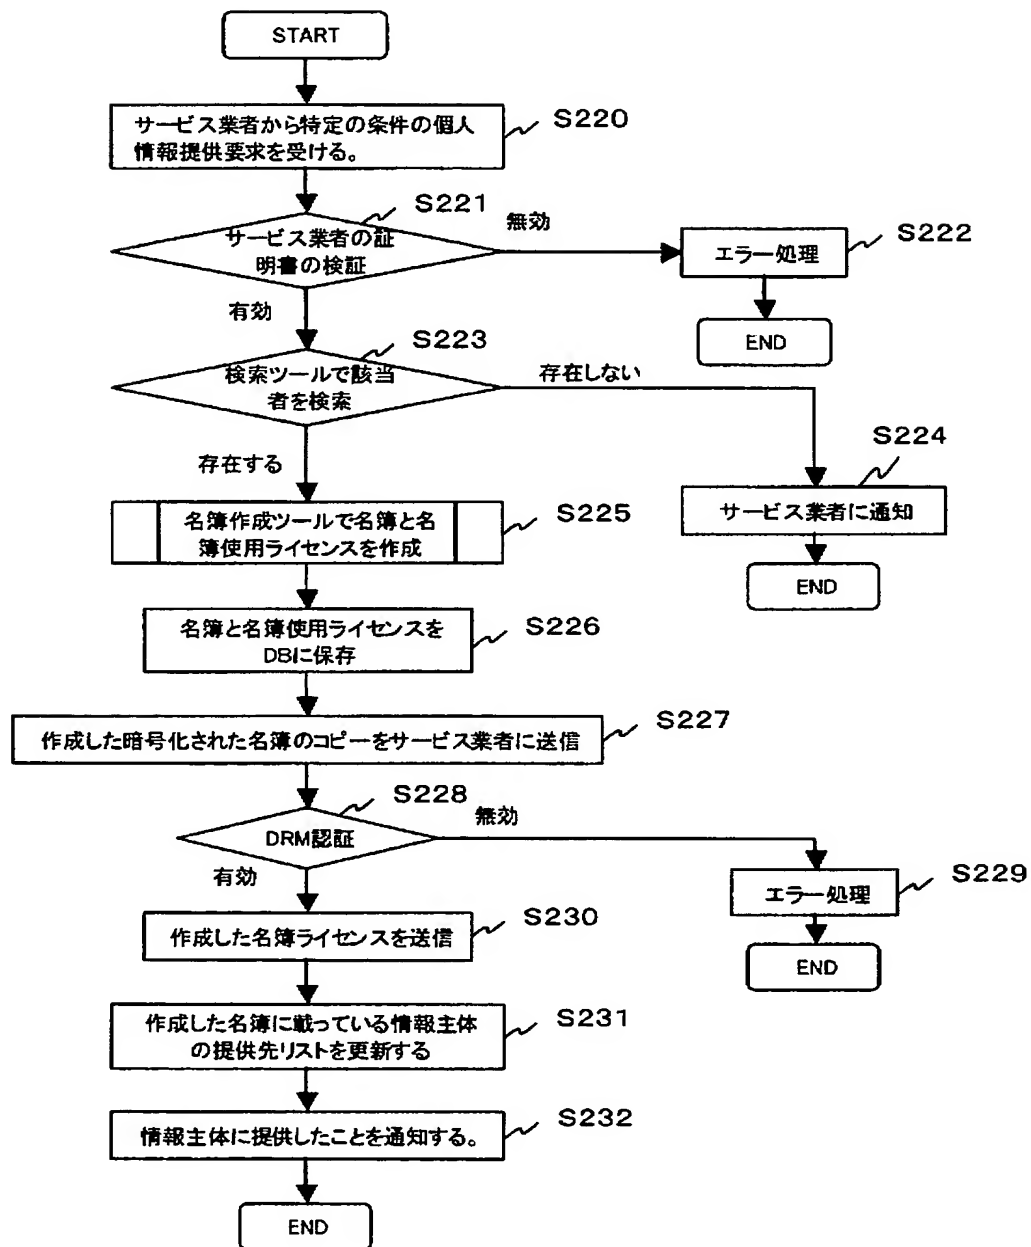 START
サービス業者から特定の条件の個人
情報提供要求を受ける。
S220
S221
サービス業者の証
明書の検証
無効
エラー処理
S222
END
有効
S223
検索ツールで該当
者を検索
存在しない
S224
サービス業者に通知
END
存在する
名簿作成ツールで名簿と名
簿使用ライセンスを作成
S225
名簿と名簿使用ライセンスを
DBに保存
S226
作成した暗号化された名簿のコピーをサービス業者に送信
S227
S228
DRM認証
無効
エラー処理
S229
END
有効
作成した名簿ライセンスを送信
S230
作成した名簿に載っている情報主体
の提供先リストを更新する
S231
情報主体に提供したことを通知する。
S232
END